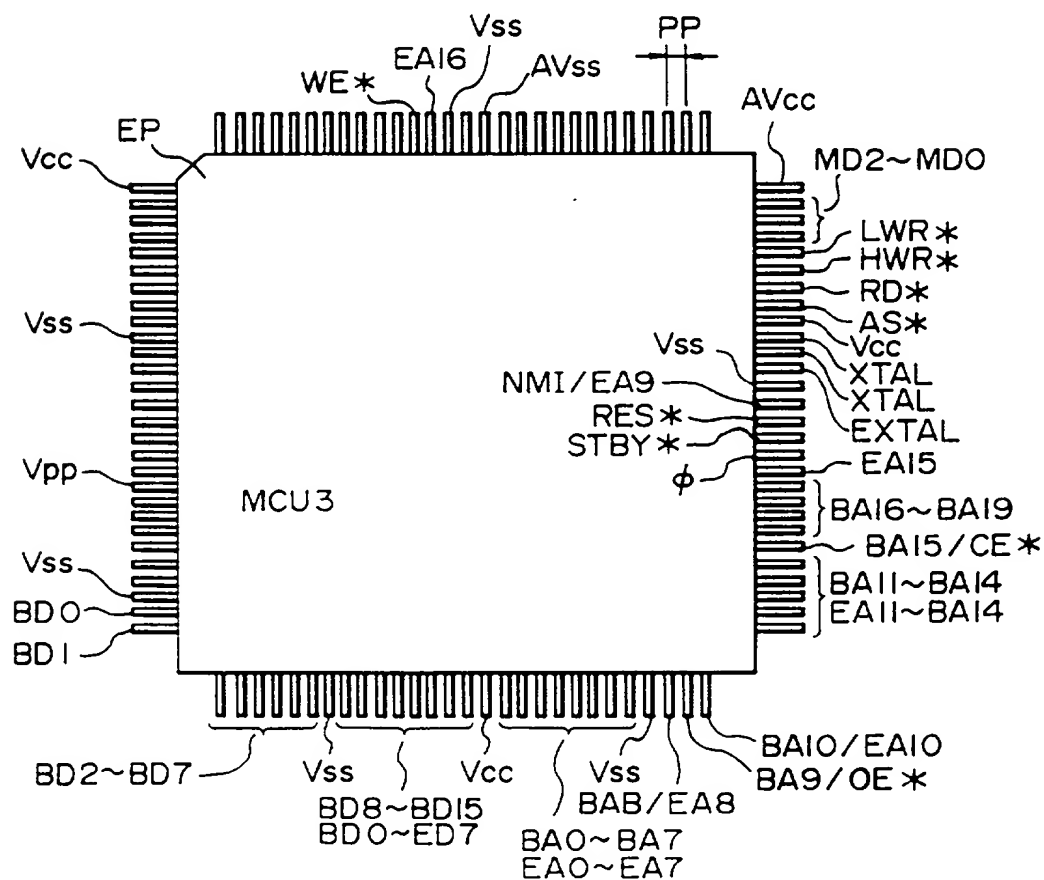 Vss
PP
EA16
WE*
AVss
AVcc
EP
Vcc
MD2~MD0
LWR*
HWR*
RD*
AS*
Vcc
Vss
Vss
XTAL
NMI/EA9
XTAL
RES*
EXTAL
STBY*
EA15
Vpp
φ
MCU3
BA16~BA19
BA15/CE*
Vss
BA11~BA14
BD0
EA11~BA14
BD1
BA10/EA10
BD2~BD7
Vss
Vcc
Vss
BA9/OE*
BD8~BD15
BAB/EA8
BD0~ED7
BA0~BA7
EA0~EA7